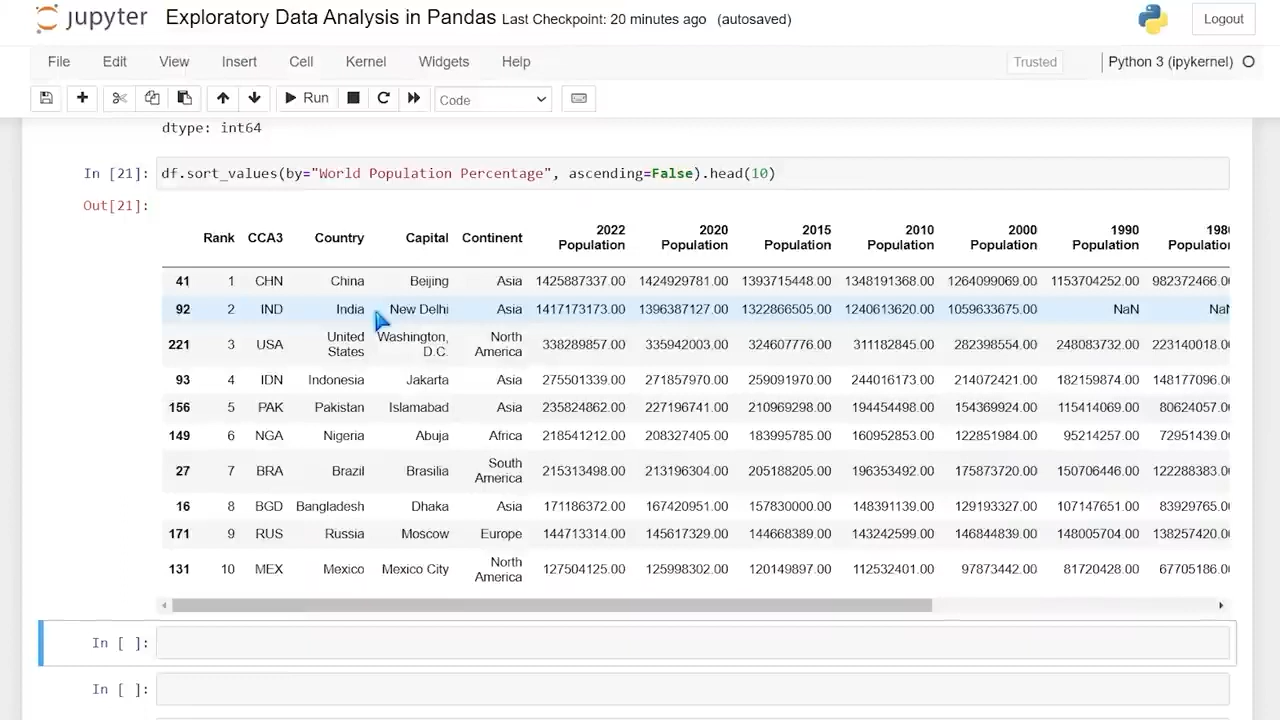 jupyter Exploratory Data Analysis in Pandas Last Checkpoint: 20 minutes ago (autosaved) Logout
File Edit View Insert Cell Kernel Widgets Help Trusted Python 3 (ipykernel)
Run Code
dtype: int64
In [21]: df.sort_values(by="World Population Percentage", ascending=False).head(10)
Out[21]:
Rank CCA3 Country Capital Continent 2022 Population 2020 Population 2015 Population 2010 Population 2000 Population 1990 Population 198 Population
41 1 CHN China Beijing Asia 1425887337.00 1424929781.00 1393715448.00 1348191368.00 1264099069.00 1153704252.00 982372466.0
92 2 IND India New Delhi Asia 1417173173.00 1396387127.00 1322866505.00 1240613620.00 1059633675.00 NaN NaN
221 3 USA United States Washington, D.C. North America 338289857.00 335942003.00 324607776.00 311182845.00 282398554.00 248083732.00 223140018.0
93 4 IDN Indonesia Jakarta Asia 275501339.00 271857970.00 259091970.00 244016173.00 214072421.00 182159874.00 148177096.0
156 5 PAK Pakistan Islamabad Asia 235824862.00 227196741.00 210969298.00 194454498.00 154369924.00 115414069.00 80624057.0
149 6 NGA Nigeria Abuja Africa 218541212.00 208327405.00 183995785.00 160952853.00 122851984.00 95214257.00 72951439.0
27 7 BRA Brazil Brasilia South America 215313498.00 213196304.00 205188205.00 196353492.00 175873720.00 150706446.00 122288383.0
16 8 BGD Bangladesh Dhaka Asia 171186372.00 167420951.00 157830000.00 148391139.00 129193327.00 107147651.00 83929765.0
171 9 RUS Russia Moscow Europe 144713314.00 145617329.00 144668389.00 143242599.00 146844839.00 148005704.00 138257420.0
131 10 MEX Mexico Mexico City North America 127504125.00 125998302.00 120149897.00 112532401.00 97873442.00 81720428.00 67705186.0
In [ ]:
In [ ]: